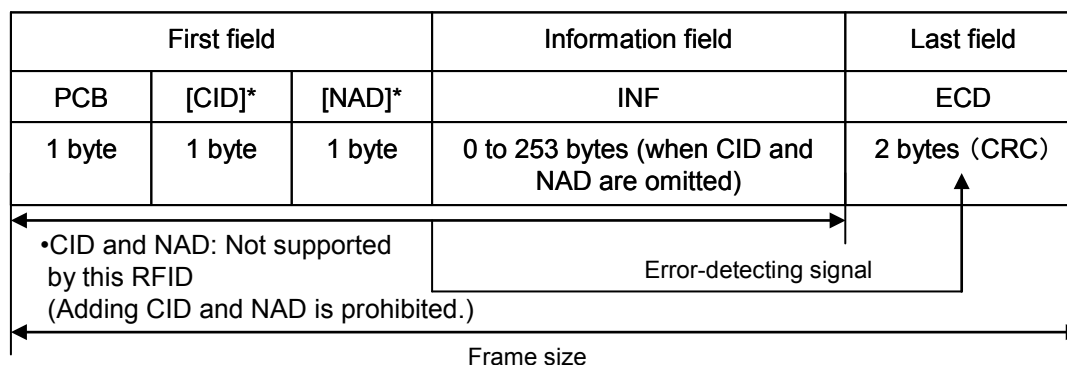 First field Information field Last field
PCB [CID]* [NAD]* INF ECD
1 byte 1 byte 1 byte 0 to 253 bytes (when CID and NAD are omitted) 2 bytes（CRC）
•CID and NAD: Not supported
by this RFID
(Adding CID and NAD is prohibited.)
Error-detecting signal
Frame size